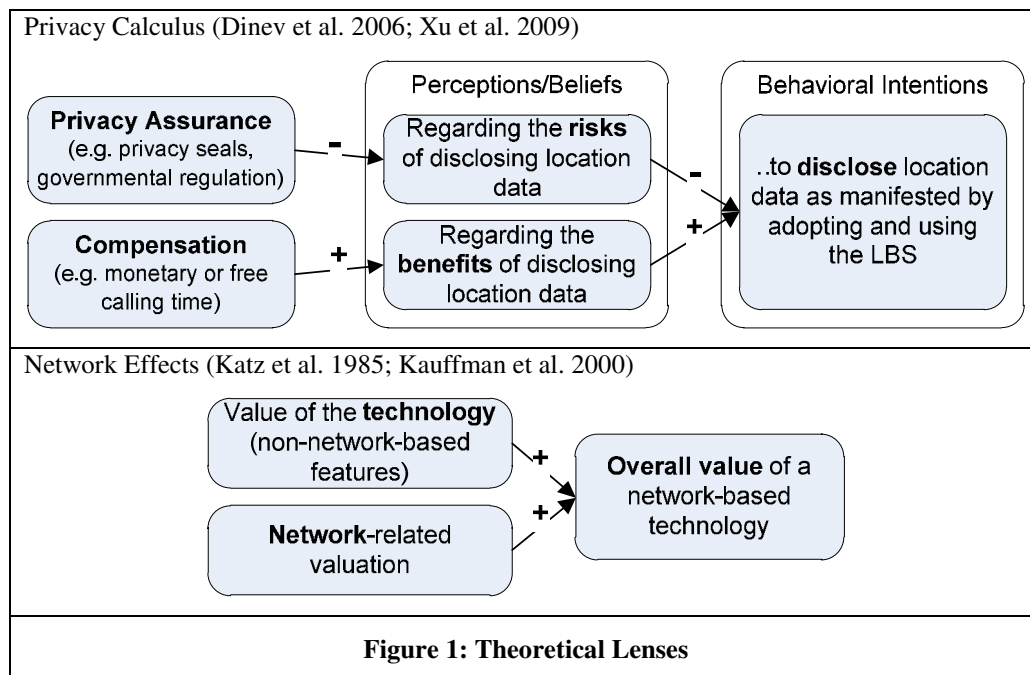 Privacy Calculus (Dinev et al. 2006; Xu et al. 2009)
Perceptions/Beliefs
Behavioral Intentions
Privacy Assurance
(e.g. privacy seals,
governmental regulation)
-
Regarding the risks
of disclosing location
data
-
..to disclose location
data as manifested by
adopting and using
the LBS
Compensation
(e.g. monetary or free
calling time)
+
Regarding the
benefits of disclosing
location data
+
Network Effects (Katz et al. 1985; Kauffman et al. 2000)
Value of the technology
(non-network-based
features)
+
Network-related
valuation
+
Overall value of a
network-based
technology
Figure 1: Theoretical Lenses